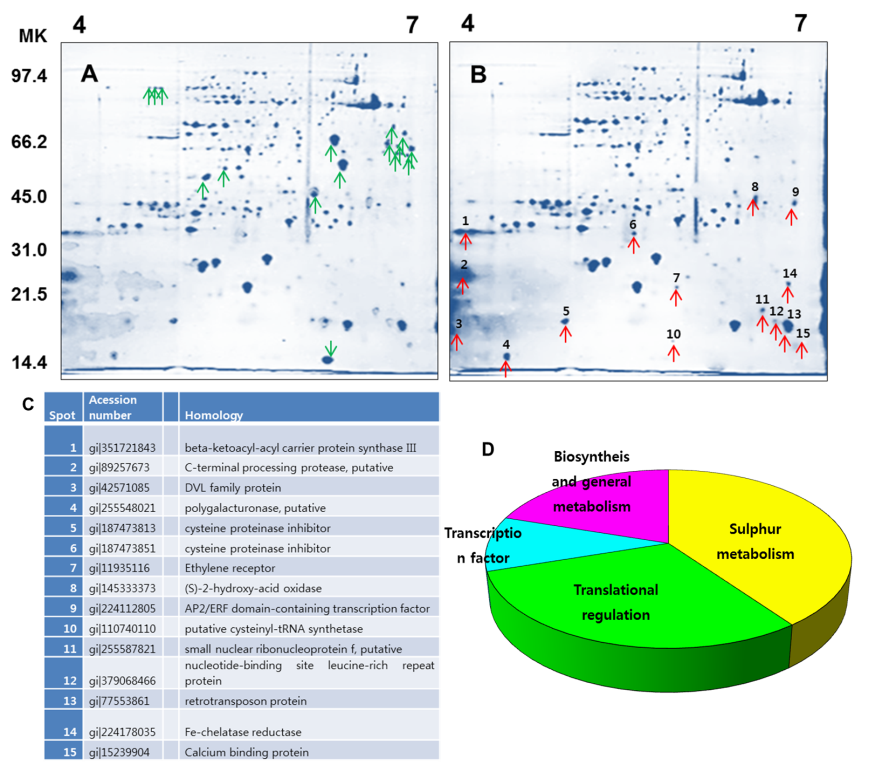 4
7
4
7
MK
97.4
66.2
45.0
31.0
21.5
14.4
A
B
1
2
3
4
5
6
7
8
9
10
11
12
13
14
15
C
Spot Acession number Homology
1 gi|351721843 beta-ketoacyl-acyl carrier protein synthase III
2 gi|89257673 C-terminal processing protease, putative
3 gi|42571085 DVL family protein
4 gi|255548021 polygalacturonase, putative
5 gi|187473813 cysteine proteinase inhibitor
6 gi|187473851 cysteine proteinase inhibitor
7 gi|11935116 Ethylene receptor
8 gi|145333373 (S)-2-hydroxy-acid oxidase
9 gi|224112805 AP2/ERF domain-containing transcription factor
10 gi|110740110 putative cysteinyl-tRNA synthetase
11 gi|255587821 small nuclear ribonucleoprotein f, putative
12 gi|379068466 nucleotide-binding site leucine-rich repeat protein
13 gi|77553861 retrotransposon protein
14 gi|224178035 Fe-chelatase reductase
15 gi|15239904 Calcium binding protein
D
Biosyntheis
and general
metabolism
Transcriptio
n factor
Sulphur
metabolism
Translational
regulation